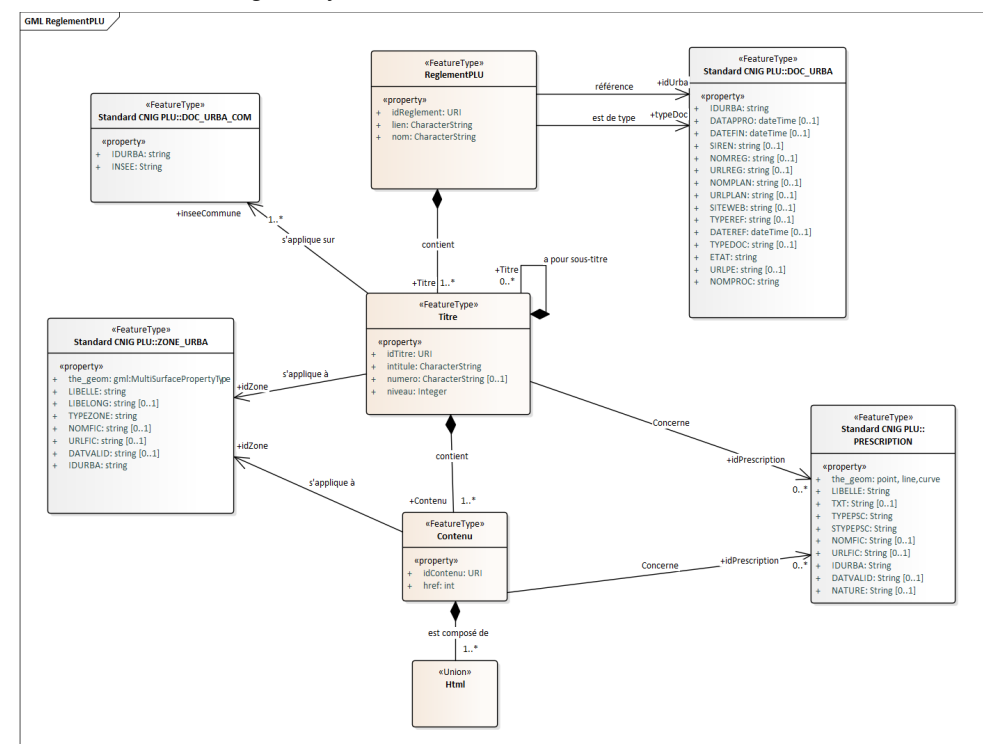 GML ReglementPLU
«FeatureType»
ReglementPLU
«property»
+ idReglement: URI
+ lien: CharacterString
+ nom: CharacterString
«FeatureType»
Standard CNIG PLU::DOC_URBA
«property»
+ IDURBA: string
+ DATAPPRO: dateTime [0..1]
+ DATEFIN: dateTime [0..1]
+ SIREN: string [0..1]
+ NOMREG: string [0..1]
+ URLREG: string [0..1]
+ NOMPLAN: string [0..1]
+ URLPLAN: string [0..1]
+ SITEWEB: string [0..1]
+ TYPEREF: string [0..1]
+ DATEREF: dateTime [0..1]
+ TYPEDOC: string [0..1]
+ ETAT: string
+ URLPE: string [0..1]
+ NOMPROC: string
référence
+idUrba
est de type
+typeDoc
«FeatureType»
Standard CNIG PLU::DOC_URBA_COM
«property»
+ IDURBA: string
+ INSEE: String
+inseeCommune
1..*
s'applique sur
contient
+Titre 1..*
+Titre
0..*
a pour sous-titre
«FeatureType»
Titre
«property»
+ idTitre: URI
+ intitule: CharacterString
+ numero: CharacterString [0..1]
+ niveau: Integer
«FeatureType»
Standard CNIG PLU::ZONE_URBA
«property»
+ the_geom: gml:MultiSurfacePropertyType
+ LIBELLE: string
+ LIBELONG: string [0..1]
+ TYPEZONE: string
+ NOMFIC: string [0..1]
+ URLFIC: string [0..1]
+ DATVALID: string [0..1]
+ IDURBA: string
s'applique à
+idZone
+idZone
s'applique à
Concerne
+idPrescription
0..*
«FeatureType»
Standard CNIG PLU::
PRESCRIPTION
«property»
+ the_geom: point, line,curve
+ LIBELLE: String
+ TXT: String [0..1]
+ TYPEPSC: String
+ STYPEPSC: String
+ NOMFIC: String [0..1]
+ URLFIC: String [0..1]
+ IDURBA: String
+ DATVALID: String [0..1]
+ NATURE: String [0..1]
contient
+Contenu 1..*
«FeatureType»
Contenu
«property»
+ idContenu: URI
+ href: int
Concerne
+idPrescription
0..*
est composé de
1..*
«Union»
Html